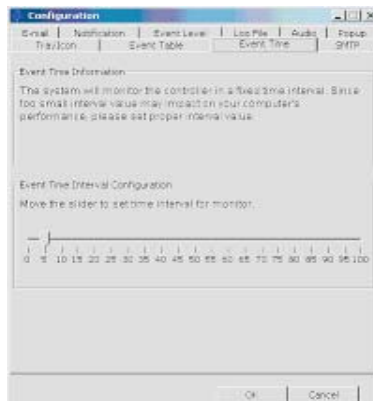 Configuration
E-mail Notification Event Level Log File Audio Popup
TrayIcon Event Table Event Time SMTP
Event Time Information
The system will monitor the controller in a fixed time interval. Since
too small interval value may impact on your computer's
performance, please set proper interval value.
Event Time Interval Configuration
Move the slider to set time interval for monitor.
0 5 10 15 20 25 30 35 40 45 50 55 60 65 70 75 80 85 90 95 100
OK Cancel